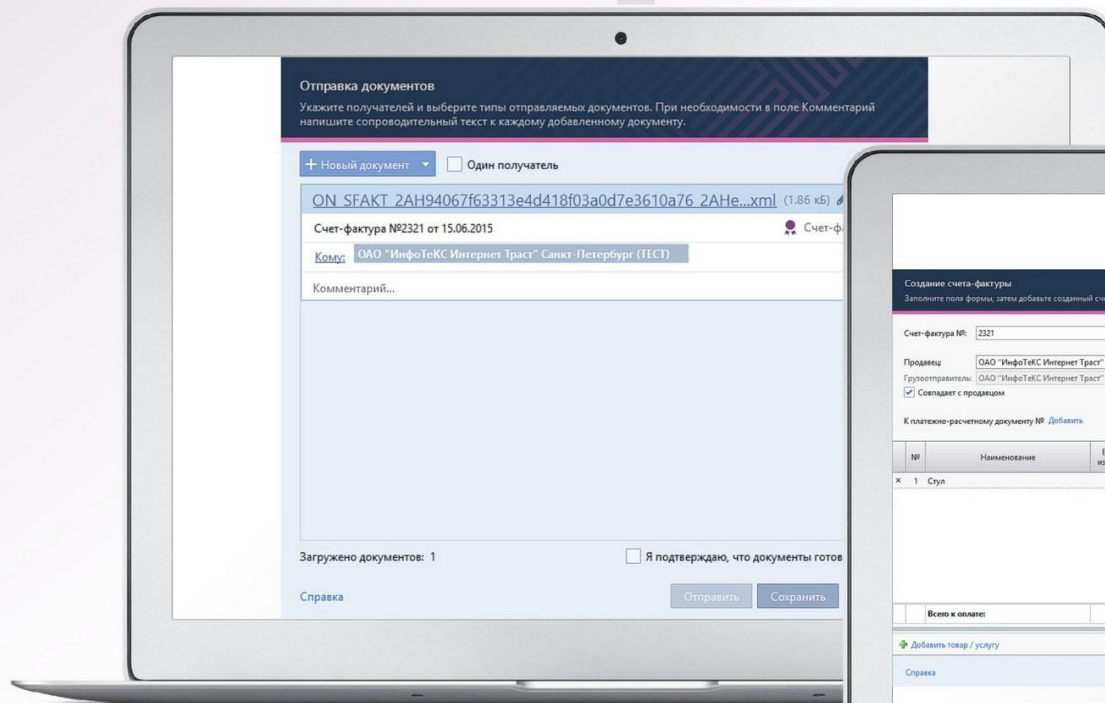 Отправка документов
Укажите получателей и выберите типы отправляемых документов. При необходимости в поле Комментарий
напишите сопроводительный текст к каждому добавленному документу.
+ Новый документ
Один получатель
ON_SFAKT_2AH94067f63313e4d418f03a0d7e3610a76_2AHe...xml (1.86 кБ)
Счет-фактура №2321 от 15.06.2015
Счет-ф
Кому: ОАО "ИнфоТеКС Интернет Траст" Санкт-Петербург (ТЕСТ)
Комментарий...
Загружено документов: 1
Я подтверждаю, что документы готов
Справка
Отправить
Сохранить
Создание счета-фактуры
Заполните поля формы, затем добавьте созданный сч
Счет-фактура №: 2321
Продавец: ОАО "ИнфоТеКС Интернет Траст"
Грузоотправитель: ОАО "ИнфоТеКС Интернет Траст"
Совпадает с продавцом
К платежно-расчетному документу № Добавить
№ Наименование
× 1 Стул
Всего к оплате:
Добавить товар / услугу
Справка